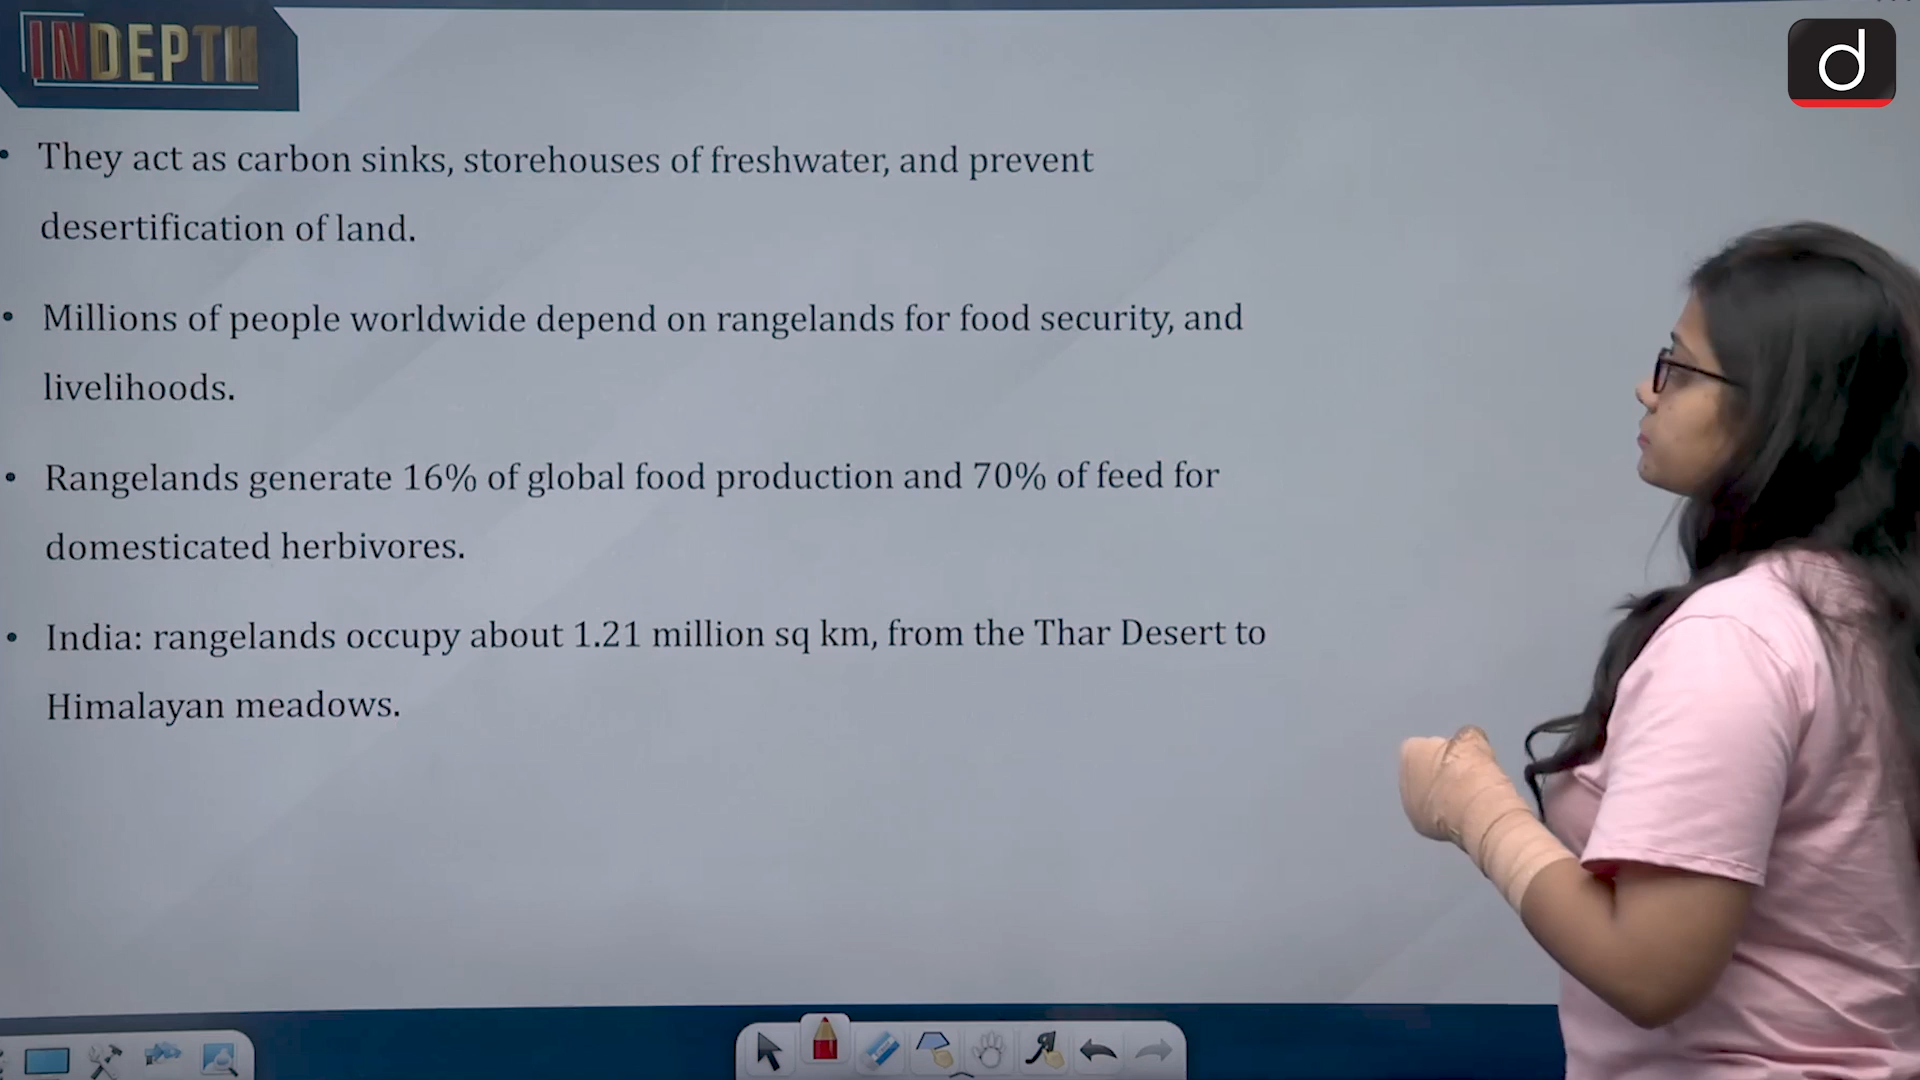 INDEPTH
d
• They act as carbon sinks, storehouses of freshwater, and prevent
desertification of land.
• Millions of people worldwide depend on rangelands for food security, and
livelihoods.
• Rangelands generate 16% of global food production and 70% of feed for
domesticated herbivores.
• India: rangelands occupy about 1.21 million sq km, from the Thar Desert to
Himalayan meadows.